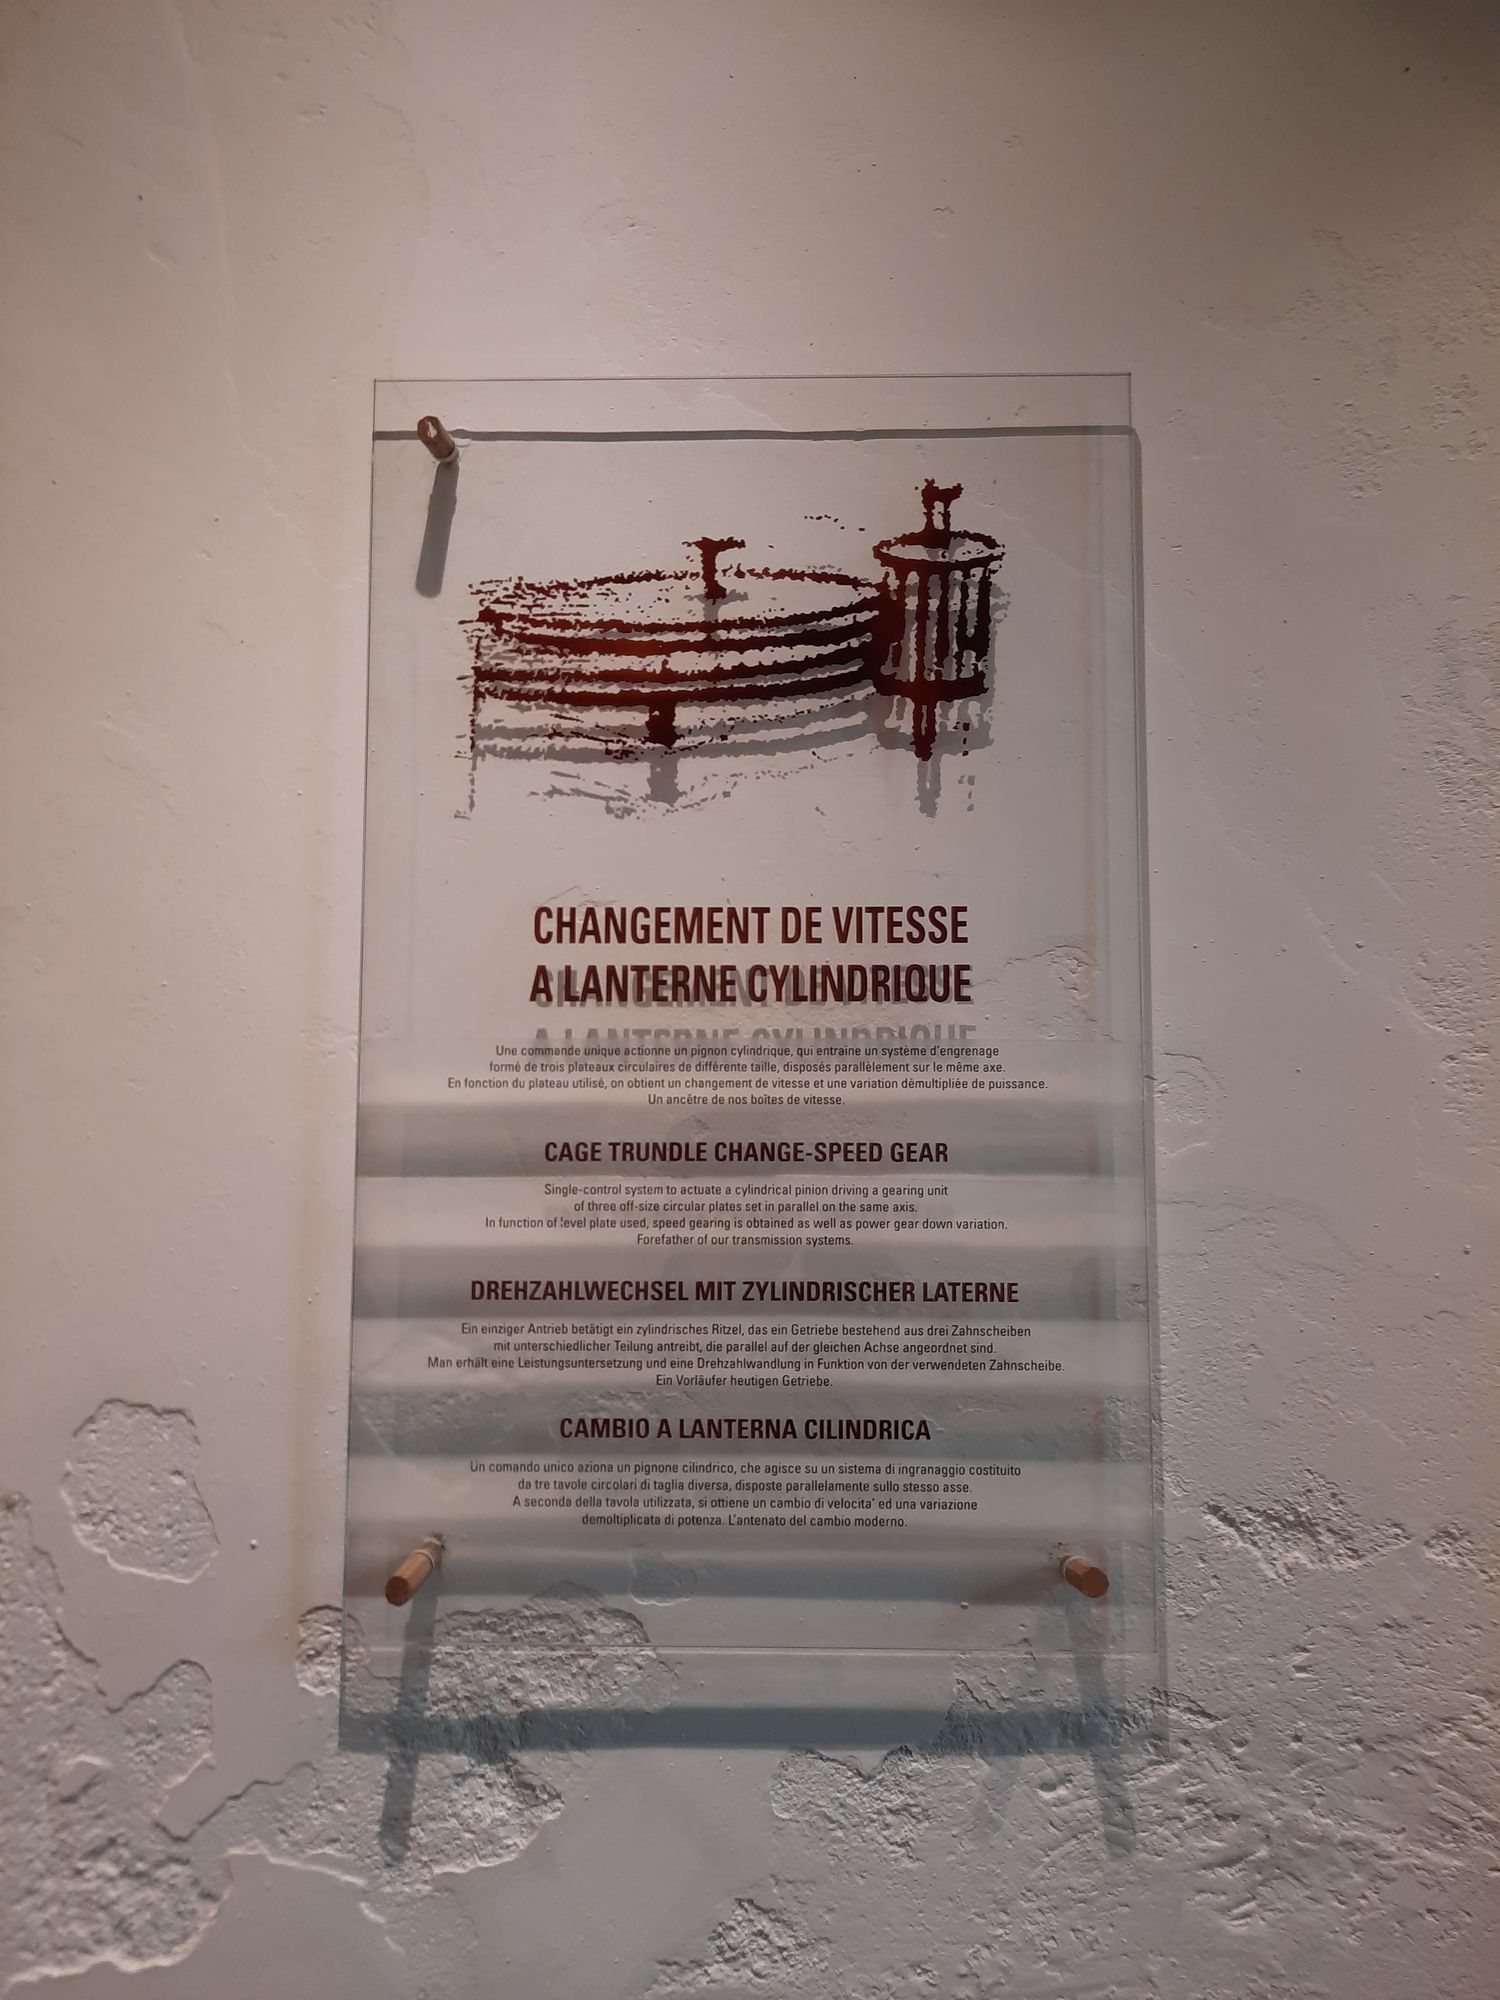 CHANGEMENT DE VITESSE
A LANTERNE CYLINDRIQUE
Une commande unique actionne un pignon cylindrique, qui entraine un système d'engrenage
formé de trois plateaux circulaires de différente taille, disposés parallèlement sur le même axe.
En fonction du plateau utilisé, on obtient un changement de vitesse et une variation démultipliée de puissance.
Un ancêtre de nos boîtes de vitesse.
CAGE TRUNDLE CHANGE-SPEED GEAR
Single-control system to actuate a cylindrical pinion driving a gearing unit
of three off-size circular plates set in parallel on the same axis.
In function of level plate used, speed gearing is obtained as well as power gear down variation.
Forefather of our transmission systems.
DREHZAHLWECHSEL MIT ZYLINDRISCHER LATERNE
Ein einziger Antrieb betätigt ein zylindrisches Ritzel, das ein Getriebe bestehend aus drei Zahnscheiben
mit unterschiedlicher Teilung antreibt, die parallel auf der gleichen Achse angeordnet sind.
Man erhält eine Leistungsuntersetzung und eine Drehzahlwandlung in Funktion von der verwendeten Zahnscheibe.
Ein Vorläufer heutigen Getriebe.
CAMBIO A LANTERNA CILINDRICA
Un comando unico aziona un pignone cilindrico, che agisce su un sistema di ingranaggio costituito
da tre tavole circolari di taglia diversa, disposte parallelamente sullo stesso asse.
A seconda della tavola utilizzata, si ottiene un cambio di velocita' ed una variazione
demoltiplicata di potenza. L'antenato del cambio moderno.